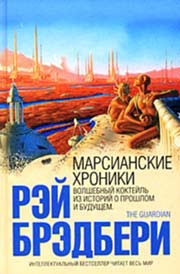 МАРСИАНСКИЕ
ХРОНИКИ
ВОЛШЕБНЫЙ КОКТЕЙЛЬ
ИЗ ИСТОРИЙ О ПРОШЛОМ
И БУДУЩЕМ.
THE GUARDIAN
РЭЙ
БРЭДБЕРИ
ИНТЕЛЛЕКТУАЛЬНЫЙ БЕСТСЕЛЛЕР ЧИТАЕТ ВЕСЬ МИР